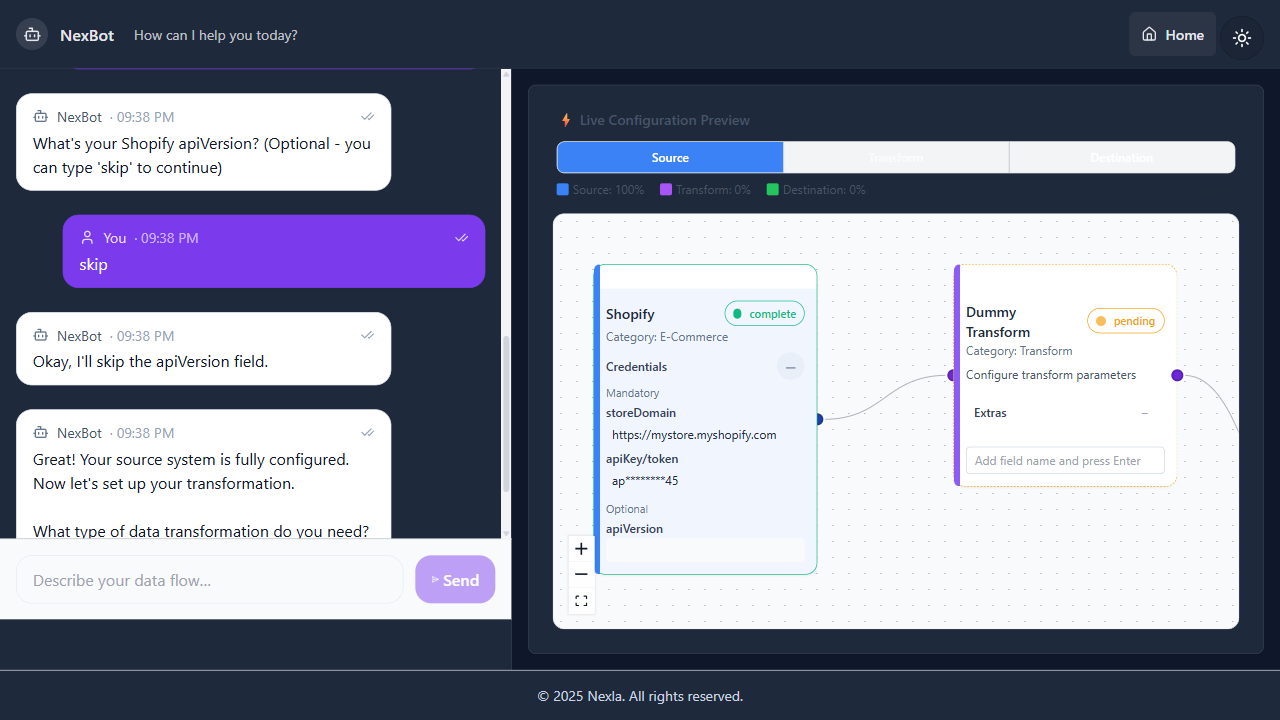 NexBot
How can I help you today?
Home
NexBot · 09:38 PM
What's your Shopify apiVersion? (Optional - you
can type 'skip' to continue)
You · 09:38 PM
skip
NexBot · 09:38 PM
Okay, I'll skip the apiVersion field.
NexBot · 09:38 PM
Great! Your source system is fully configured.
Now let's set up your transformation.
What type of data transformation do you need?
Describe your data flow...
Send
Live Configuration Preview
Source
Transform
Destination
Source: 100%
Transform: 0%
Destination: 0%
Shopify
complete
Category: E-Commerce
Credentials
Mandatory
storeDomain
https://mystore.myshopify.com
apiKey/token
ap********45
Optional
apiVersion
Dummy
Transform
pending
Category: Transform
Configure transform parameters
Extras
Add field name and press Enter
© 2025 Nexla. All rights reserved.